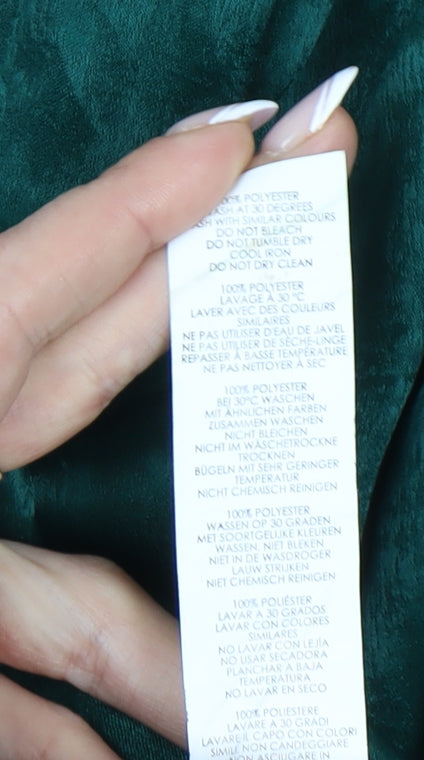 100% POLYESTER
WASH AT 30 DEGREES
WASH WITH SIMILAR COLOURS
DO NOT BLEACH
DO NOT TUMBLE DRY
COOL IRON
DO NOT DRY CLEAN
100% POLYESTER
LAVAGE À 30 °C
LAVER AVEC DES COULEURS
SIMILAIRES
NE PAS UTILISER D'EAU DE JAVEL
NE PAS UTILISER DE SÈCHE-LINGE
REPASSER À BASSE TEMPÉRATURE
NE PAS NETTOYER À SEC
100% POLYESTER
BEI 30°C WASCHEN
MIT ÄHNLICHEN FARBEN
ZUSAMMEN WASCHEN
NICHT BLEICHEN
NICHT IM WÄSCHETROCKNE
TROCKNEN
BÜGELN MIT SEHR GERINGER
TEMPERATUR
NICHT CHEMISCH REINIGEN
100% POLYESTER
WASSEN OP 30 GRADEN
MET SOORTGELIJKE KLEUREN
WASSEN, NIET BLEKEN
NIET IN DE WASDROGER
LAUW STRIJKEN
NIET CHEMISCH REINIGEN
100% POLIÉSTER
LAVAR A 30 GRADOS
LAVAR CON COLORES
SIMILARES
NO LAVAR CON LEJÍA
NO USAR SECADORA
PLANCHAR A BAJA
TEMPERATURA
NO LAVAR EN SECO
100% POLIESTERE
LAVARE A 30 GRADI
LAVARE IL CAPO CON COLORI
SIMILI, NON CANDEGGIARE
NON ASCIUGARE IN